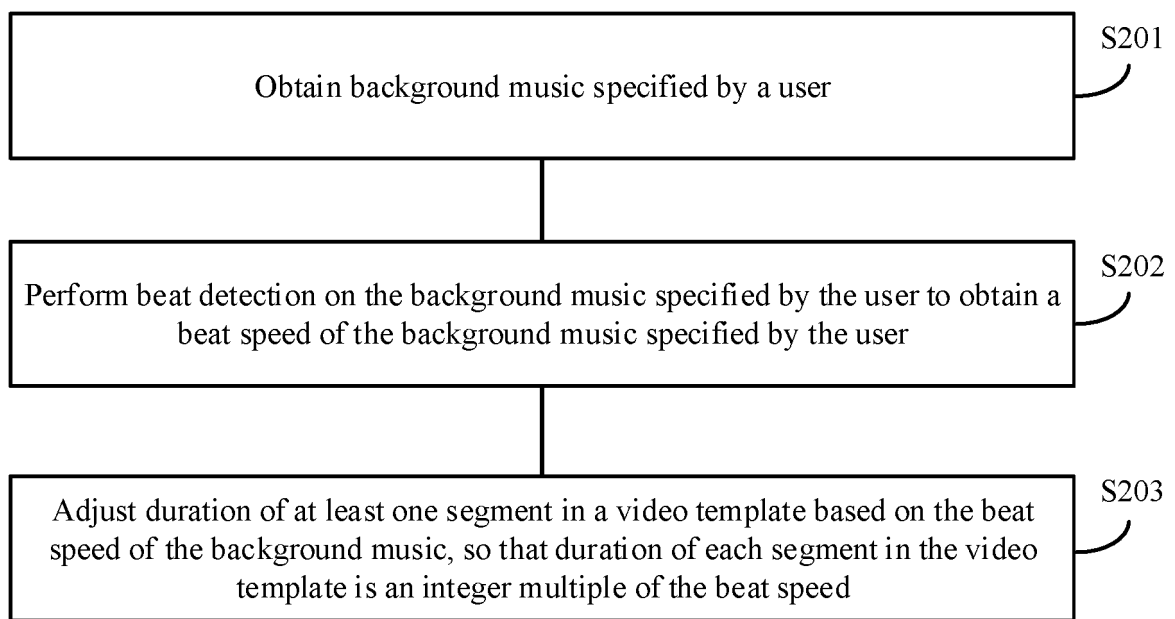 S201
Obtain background music specified by a user
S202
Perform beat detection on the background music specified by the user to obtain a
beat speed of the background music specified by the user
S203
Adjust duration of at least one segment in a video template based on the beat
speed of the background music, so that duration of each segment in the video
template is an integer multiple of the beat speed